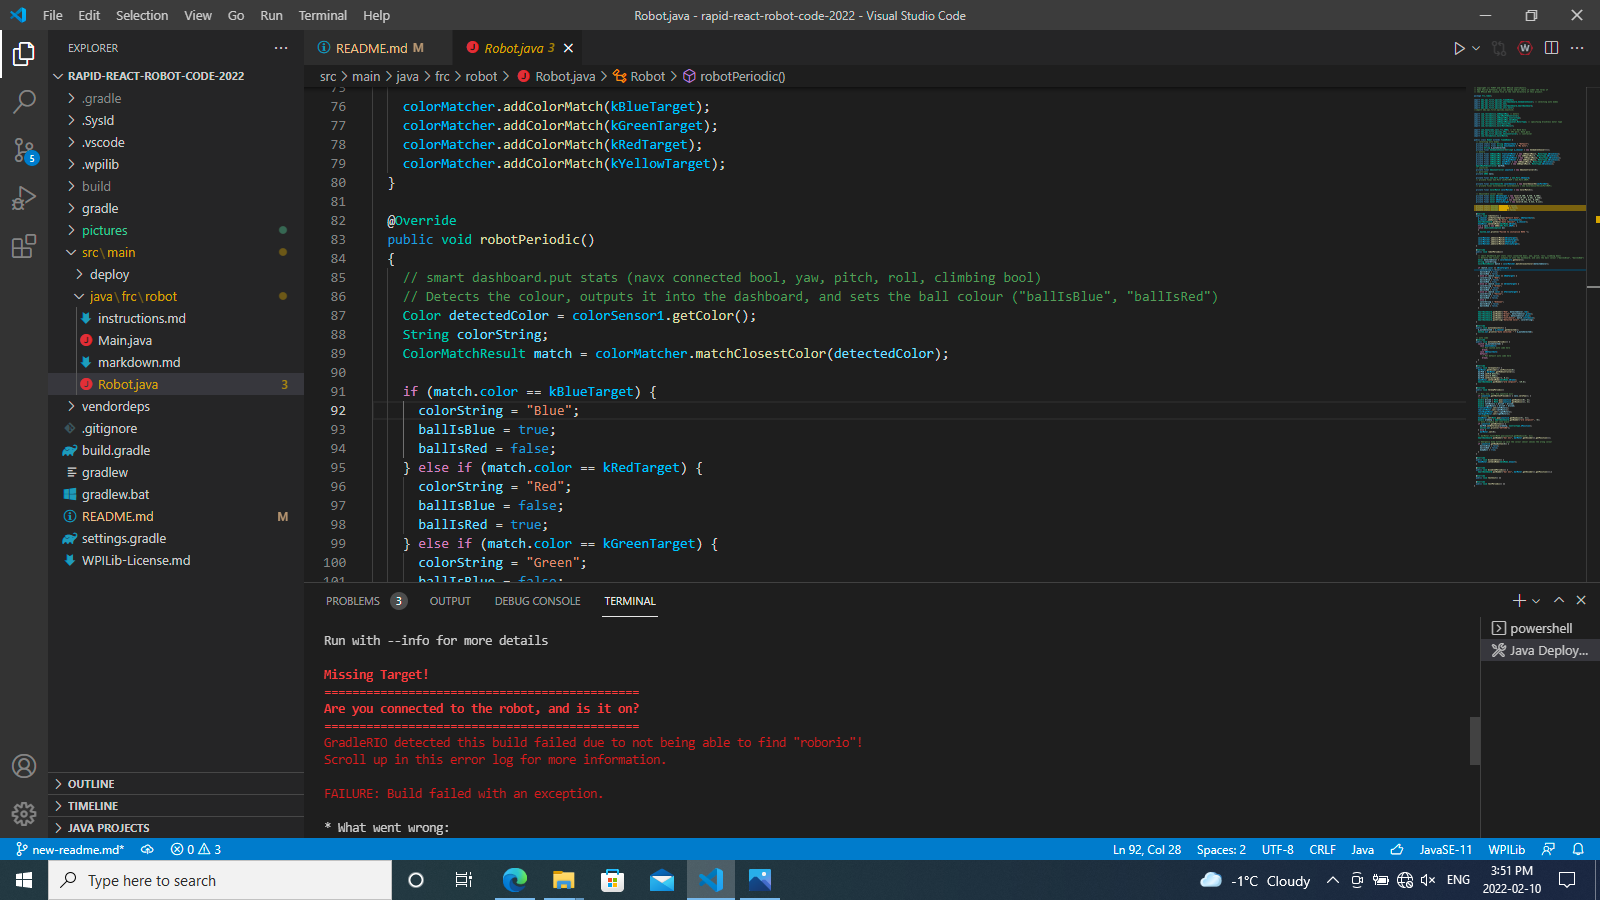 File Edit Selection View Go Run Terminal Help
Robot.java - rapid-react-robot-code-2022 - Visual Studio Code
EXPLORER
RAPID-REACT-ROBOT-CODE-2022
.gradle
.SysId
.vscode
.wpilib
build
gradle
pictures
src\main
deploy
java\frc\robot
instructions.md
Main.java
markdown.md
Robot.java 3
vendordeps
.gitignore
build.gradle
gradlew
gradlew.bat
README.md M
settings.gradle
WPILib-License.md
OUTLINE
TIMELINE
JAVA PROJECTS
5
README.md M
Robot.java 3
src > main > java > frc > robot > Robot.java > Robot > robotPeriodic()
75
76 colorMatcher.addColorMatch(kBlueTarget);
77 colorMatcher.addColorMatch(kGreenTarget);
78 colorMatcher.addColorMatch(kRedTarget);
79 colorMatcher.addColorMatch(kYellowTarget);
80 }
81
82 @Override
83 public void robotPeriodic()
84 {
85 // smart dashboard.put stats (navx connected bool, yaw, pitch, roll, climbing bool)
86 // Detects the colour, outputs it into the dashboard, and sets the ball colour ("ballIsBlue", "ballIsRed")
87 Color detectedColor = colorSensor1.getColor();
88 String colorString;
89 ColorMatchResult match = colorMatcher.matchClosestColor(detectedColor);
90
91 if (match.color == kBlueTarget) {
92 colorString = "Blue";
93 ballIsBlue = true;
94 ballIsRed = false;
95 } else if (match.color == kRedTarget) {
96 colorString = "Red";
97 ballIsBlue = false;
98 ballIsRed = true;
99 } else if (match.color == kGreenTarget) {
100 colorString = "Green";
101 ballIsBlue = false;
PROBLEMS 3 OUTPUT DEBUG CONSOLE TERMINAL
Run with --info for more details
Missing Target!
=============================================
Are you connected to the robot, and is it on?
=============================================
GradleRIO detected this build failed due to not being able to find "roborio"!
Scroll up in this error log for more information.
FAILURE: Build failed with an exception.
* What went wrong:
powershell
Java Deploy...
new-readme.md* 0 3
Ln 92, Col 28 Spaces: 2 UTF-8 CRLF Java JavaSE-11 WPILib
Type here to search
-1°C Cloudy
ENG
3:51 PM
2022-02-10